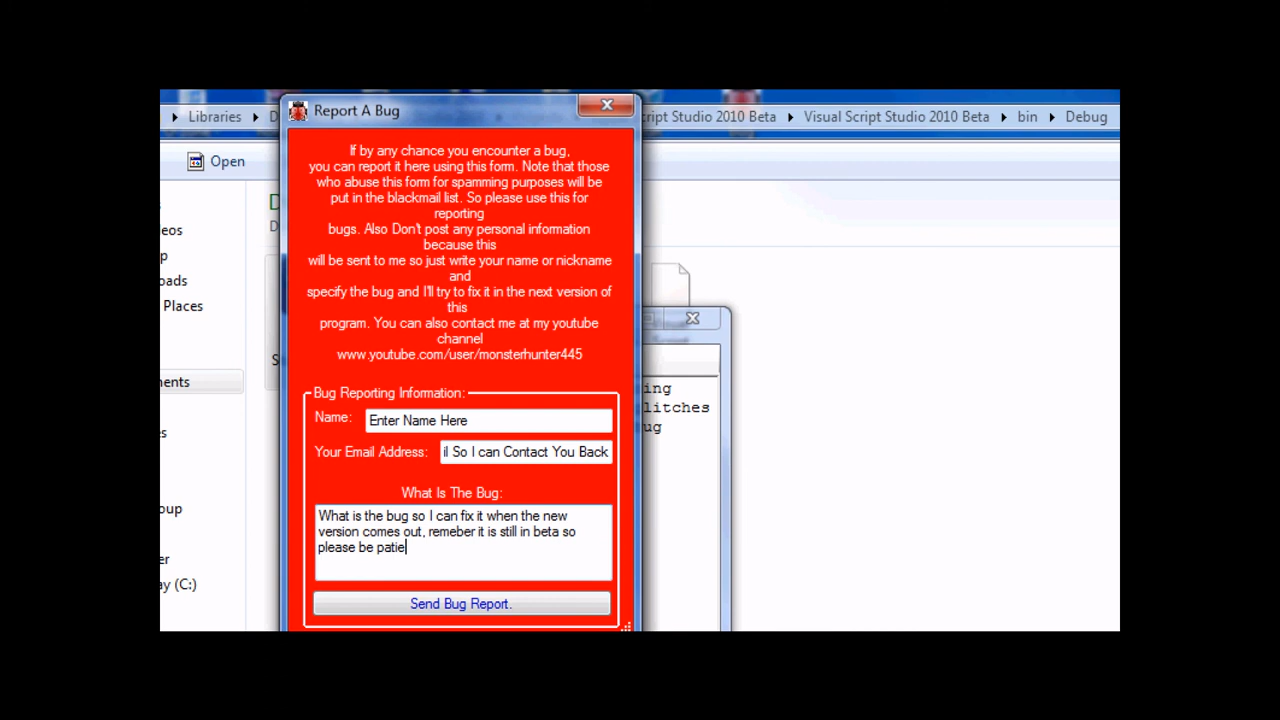 Report A Bug
Libraries
ript Studio 2010 Beta
Visual Script Studio 2010 Beta
bin
Debug
Open
If by any chance you encounter a bug,
you can report it here using this form. Note that those
who abuse this form for spamming purposes will be
put in the blackmail list. So please use this for
reporting
bugs. Also Don't post any personal information
because this
will be sent to me so just write your name or nickname
and
specify the bug and I'll try to fix it in the next version of
this
program. You can also contact me at my youtube
channel
www.youtube.com/user/monsterhunter445
eos
p
oads
Places
ments
s
oup
er
ay (C:)
ing
litches
ug
Bug Reporting Information:
Name:
Enter Name Here
Your Email Address:
il So I can Contact You Back
What Is The Bug:
What is the bug so I can fix it when the new
version comes out, remeber it is still in beta so
please be patie
Send Bug Report.